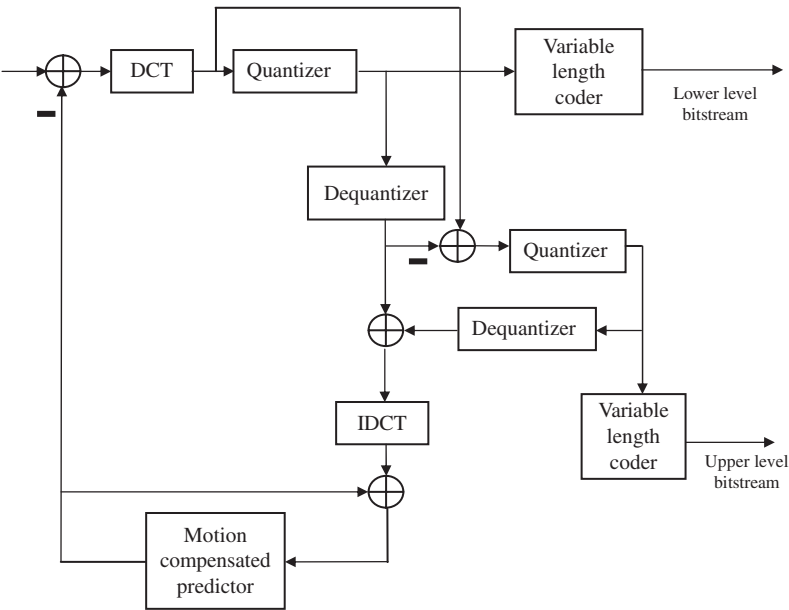 DCT
Quantizer
Variable
length
coder
Lower level
bitstream
Dequantizer
Quantizer
Dequantizer
IDCT
Variable
length
coder
Upper level
bitstream
Motion
compensated
predictor